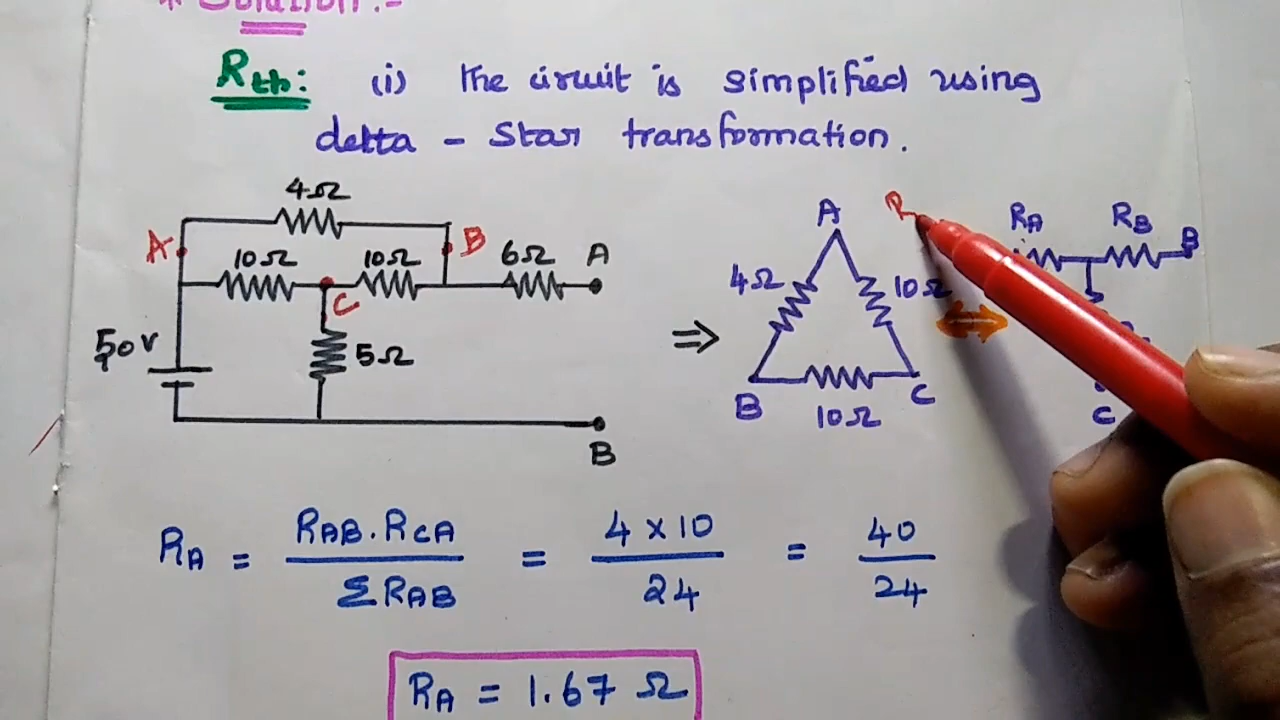 * Solution :-
Rth: (i) The circuit is simplified using
delta - Star transformation.
4Ω
A B
10Ω 10Ω 6Ω A
C
50V 5Ω
B
A R
4Ω 10Ω
B C
10Ω
RA RB B
C
⇒
RA = RAB.RCA / ΣRAB = 4 × 10 / 24 = 40 / 24
RA = 1.67 Ω